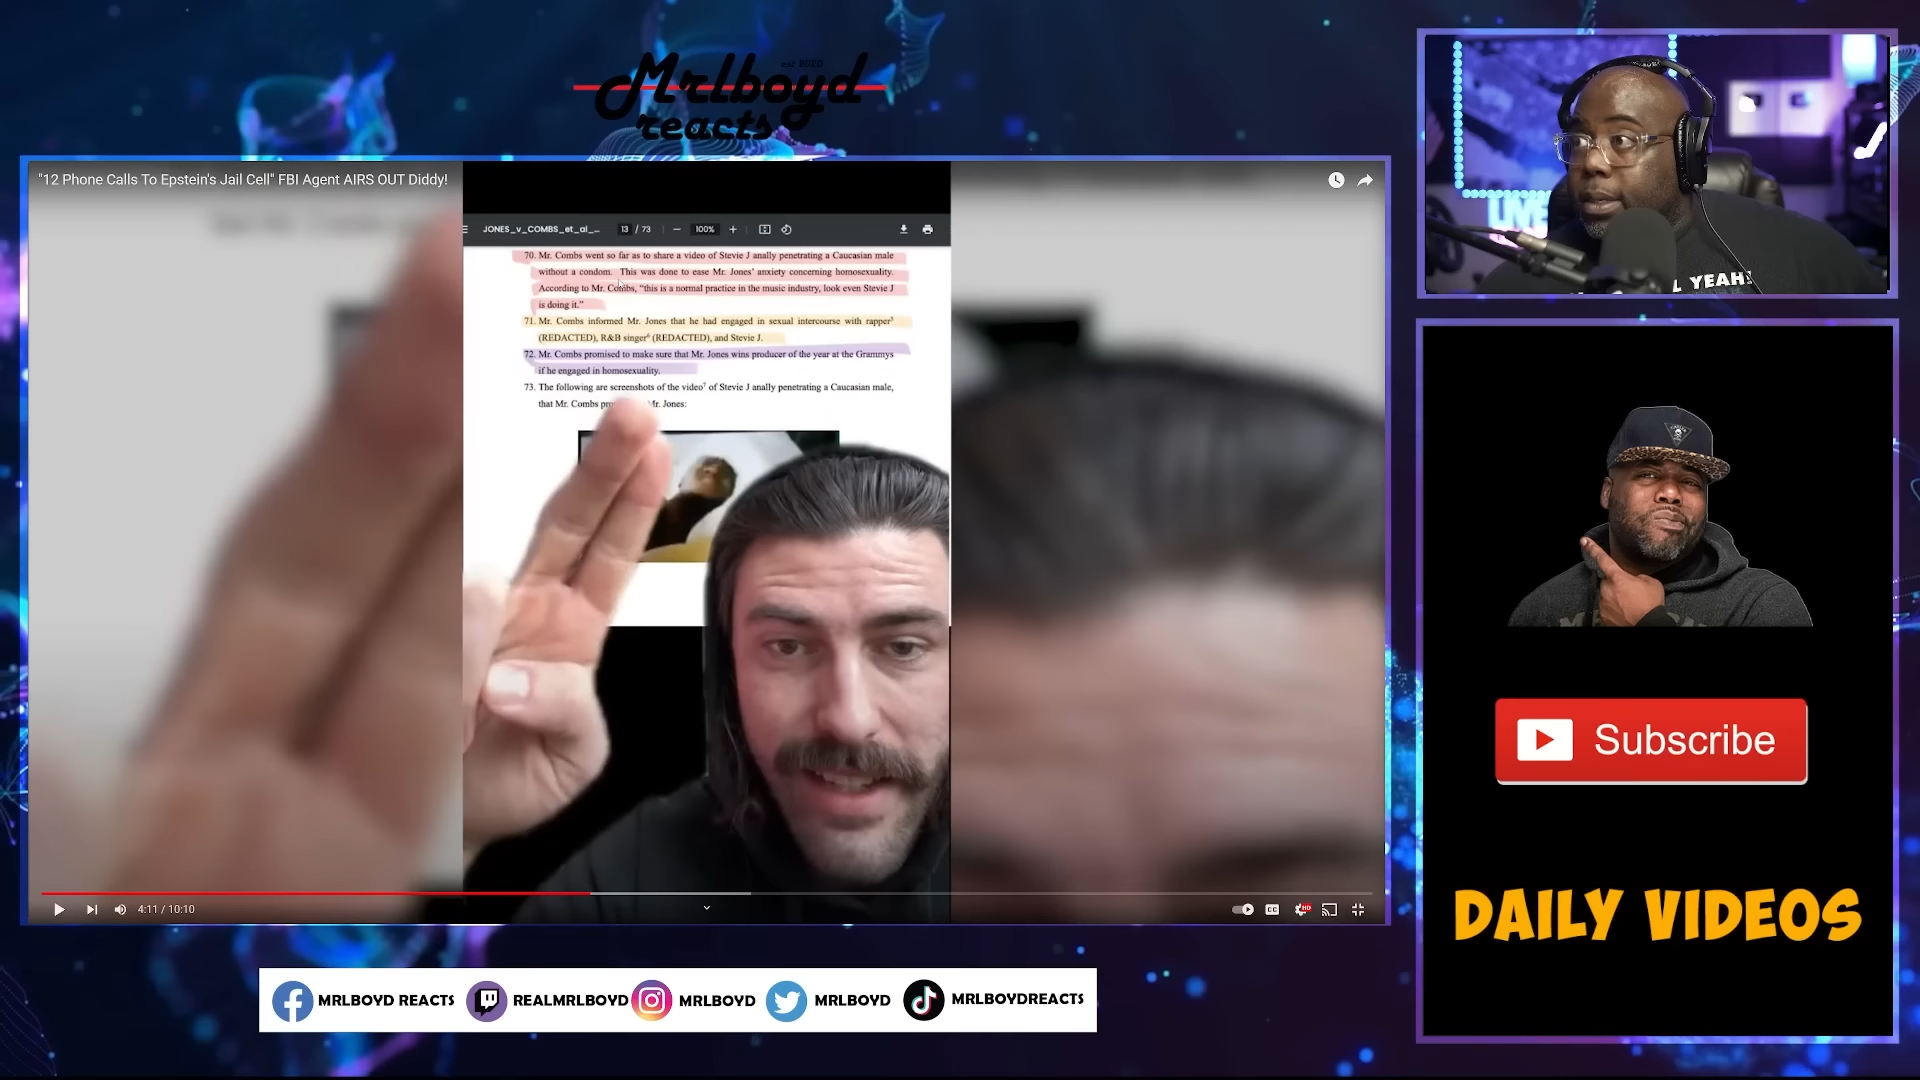 est 2020
Mrlboyd
reacts
"12 Phone Calls To Epstein's Jail Cell" FBI Agent AIRS OUT Diddy!
JONES_v_COMBS_et_al_... 13 / 73 100%
70. Mr. Combs went so far as to share a video of Stevie J anally penetrating a Caucasian male
without a condom. This was done to ease Mr. Jones' anxiety concerning homosexuality.
According to Mr. Combs, "this is a normal practice in the music industry, look even Stevie J
is doing it."
71. Mr. Combs informed Mr. Jones that he had engaged in sexual intercourse with rapper5
(REDACTED), R&B singer6 (REDACTED), and Stevie J.
72. Mr. Combs promised to make sure that Mr. Jones wins producer of the year at the Grammys
if he engaged in homosexuality.
73. The following are screenshots of the video7 of Stevie J anally penetrating a Caucasian male,
that Mr. Combs Mr. Jones:
4:11 / 10:10
CC
HD
LIVE
L YEAH!
Subscribe
DAILY VIDEOS
MRLBOYD REACTS REALMRLBOYD MRLBOYD MRLBOYD MRLBOYDREACTS